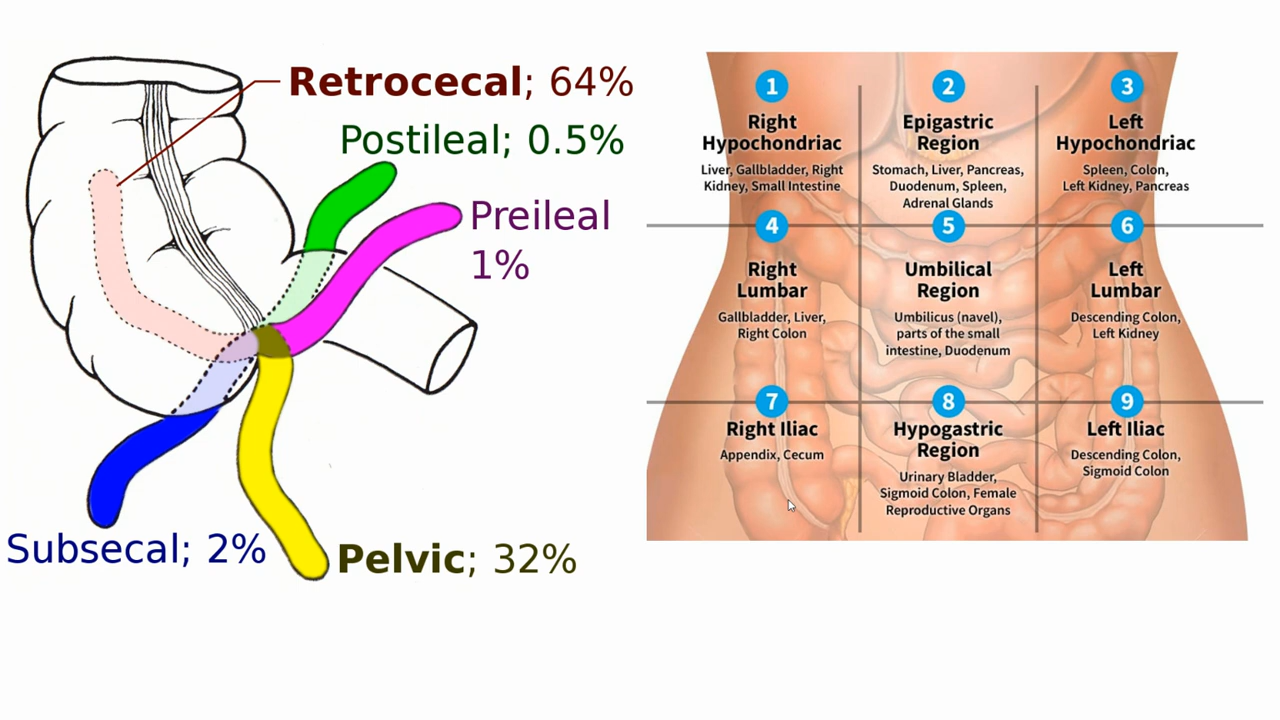 Retrocecal; 64%
Postileal; 0.5%
Preileal
1%
Subsecal; 2%
Pelvic; 32%
1
Right
Hypochondriac
Liver, Gallbladder, Right
Kidney, Small Intestine
2
Epigastric
Region
Stomach, Liver, Pancreas,
Duodenum, Spleen,
Adrenal Glands
3
Left
Hypochondriac
Spleen, Colon,
Left Kidney, Pancreas
4
Right
Lumbar
Gallbladder, Liver,
Right Colon
5
Umbilical
Region
Umbilicus (navel),
parts of the small
intestine, Duodenum
6
Left
Lumbar
Descending Colon,
Left Kidney
7
Right Iliac
Appendix, Cecum
8
Hypogastric
Region
Urinary Bladder,
Sigmoid Colon, Female
Reproductive Organs
9
Left Iliac
Descending Colon,
Sigmoid Colon